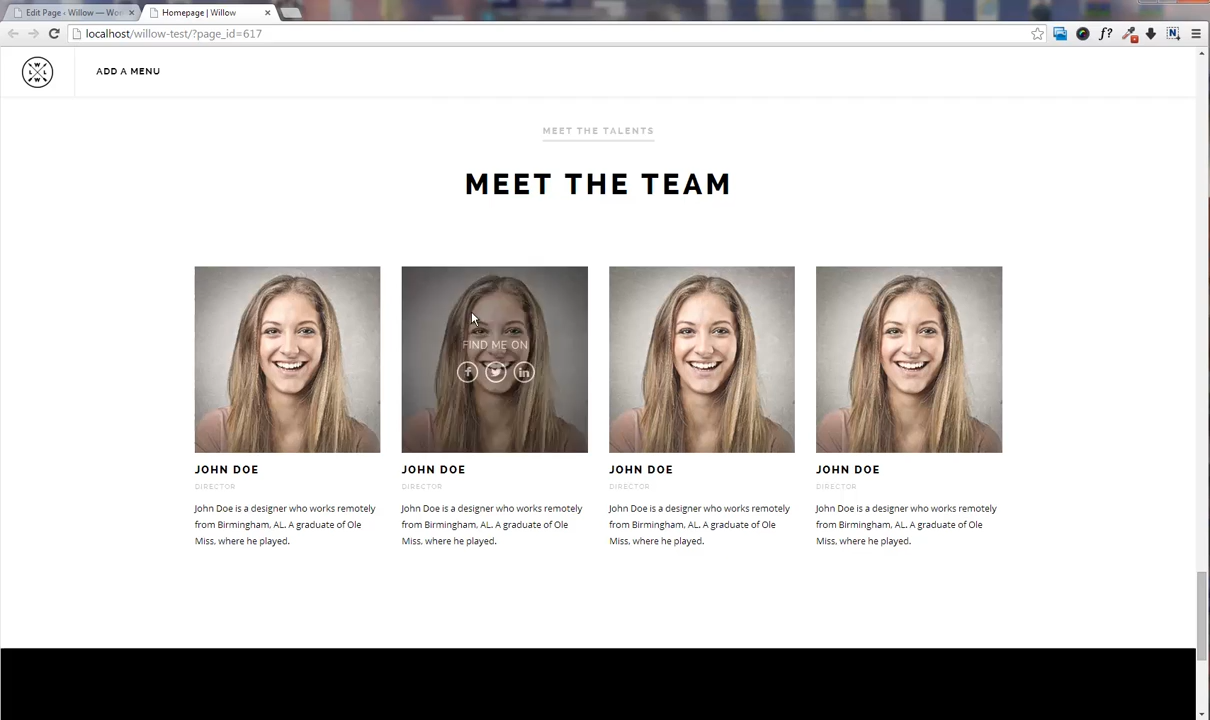 Edit Page ‹ Willow — Wo
Homepage | Willow
localhost/willow-test/?page_id=617
f?
N
W
L L
W
ADD A MENU
MEET THE TALENTS
MEET THE TEAM
FIND ME ON
f in
JOHN DOE
DIRECTOR
John Doe is a designer who works remotely
from Birmingham, AL. A graduate of Ole
Miss, where he played.
JOHN DOE
DIRECTOR
John Doe is a designer who works remotely
from Birmingham, AL. A graduate of Ole
Miss, where he played.
JOHN DOE
DIRECTOR
John Doe is a designer who works remotely
from Birmingham, AL. A graduate of Ole
Miss, where he played.
JOHN DOE
DIRECTOR
John Doe is a designer who works remotely
from Birmingham, AL. A graduate of Ole
Miss, where he played.